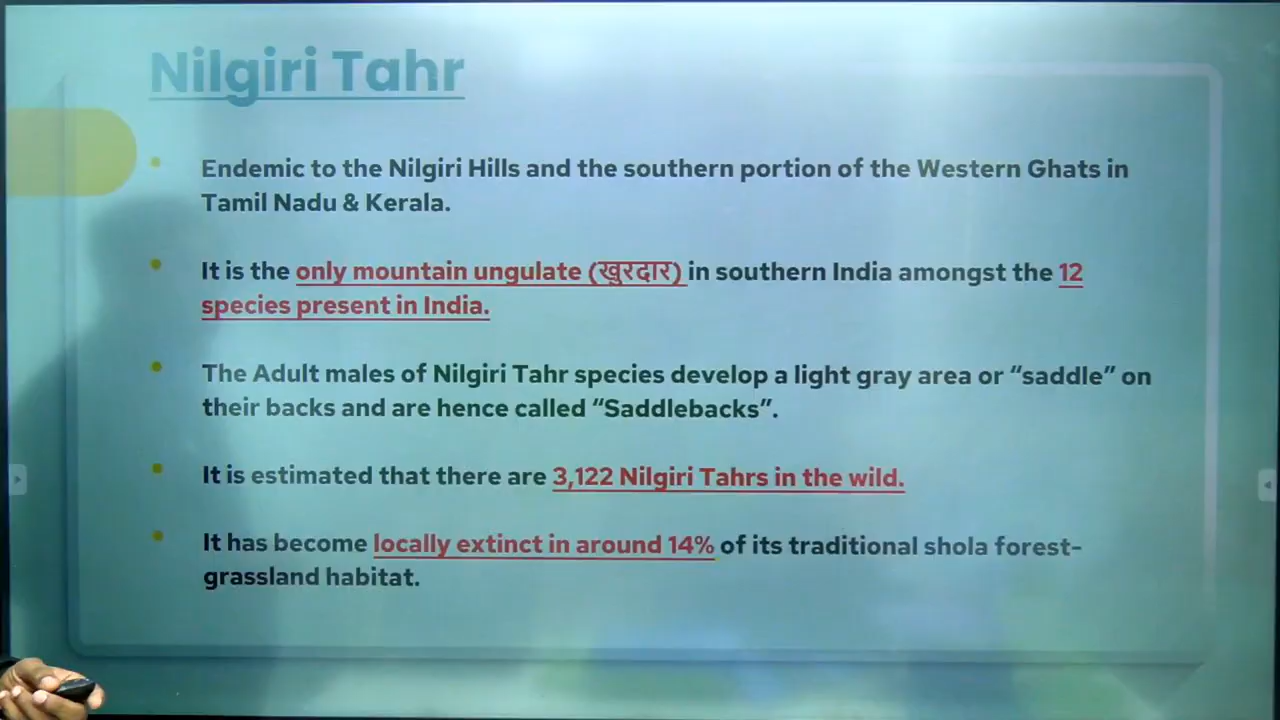 Nilgiri Tahr
Endemic to the Nilgiri Hills and the southern portion of the Western Ghats in
Tamil Nadu & Kerala.
It is the only mountain ungulate (खुरदार) in southern India amongst the 12
species present in India.
The Adult males of Nilgiri Tahr species develop a light gray area or “saddle” on
their backs and are hence called “Saddlebacks”.
It is estimated that there are 3,122 Nilgiri Tahrs in the wild.
It has become locally extinct in around 14% of its traditional shola forest-
grassland habitat.